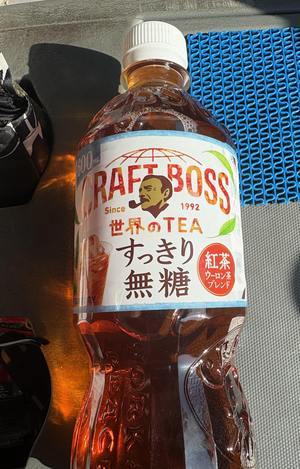 600
CRAFT BOSS
Since 1992
世界のTEA
すっきり
無糖
紅茶
ウーロン茶
ブレンド